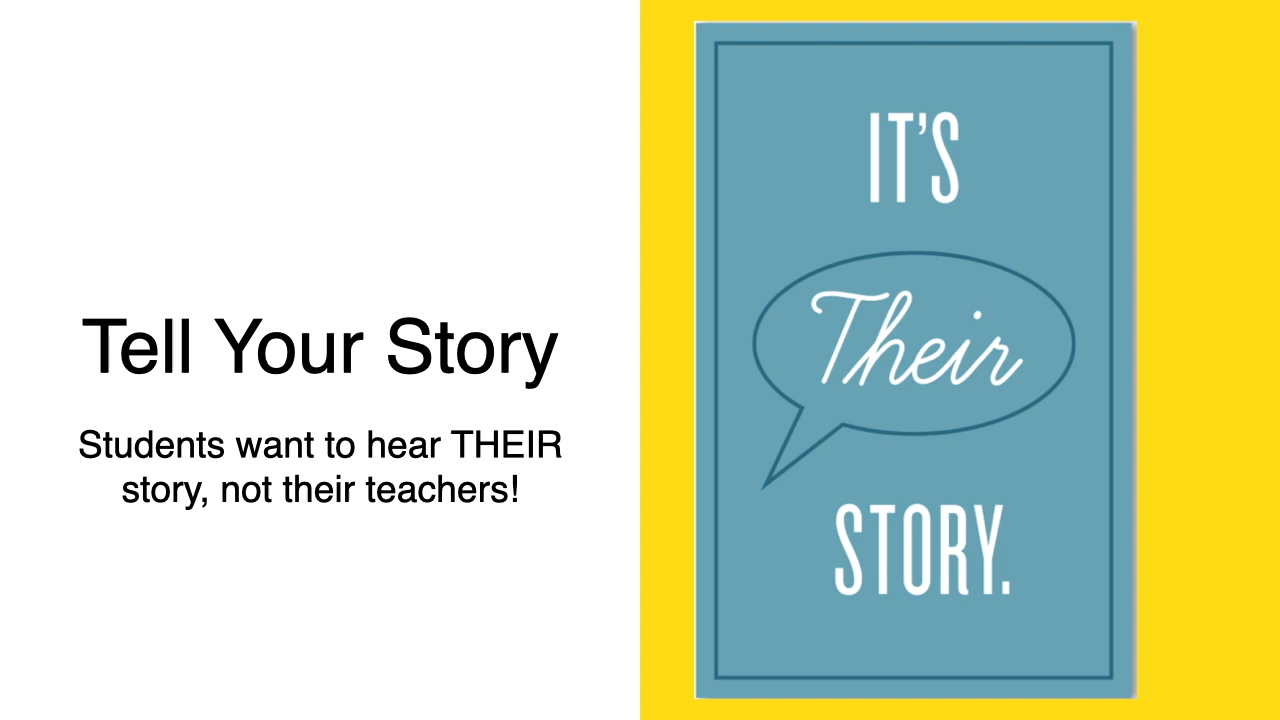 Tell Your Story
Students want to hear THEIR
story, not their teachers!
IT'S
Their
STORY.